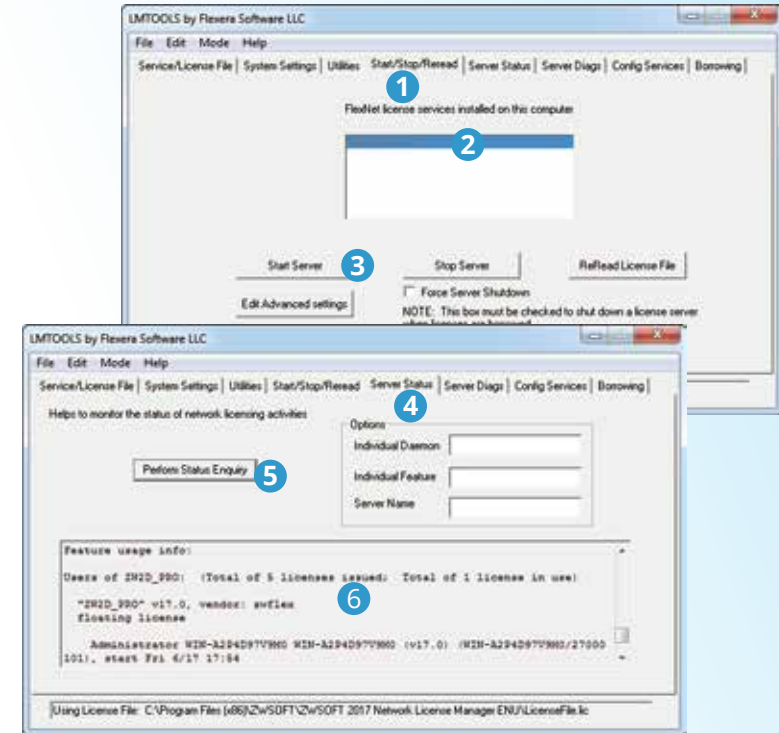 LMTOOLS by Flexera Software LLC
File Edit Mode Help
Service/License File | System Settings | Utilities | Start/Stop/Reread | Server Status | Server Diags | Config Services | Borrowing |
1
FlexNet license services installed on this computer
2
Start Server
3
Stop Server
ReRead License File
Edit Advanced settings
Force Server Shutdown
NOTE: This box must be checked to shut down a license server
when licenses are borrowed.
LMTOOLS by Flexera Software LLC
File Edit Mode Help
Service/License File | System Settings | Utilities | Start/Stop/Reread | Server Status | Server Diags | Config Services | Borrowing |
4
Helps to monitor the status of network licensing activities
Options
Individual Daemon
Perform Status Enquiry
5
Individual Feature
Server Name
Feature usage info:
Users of ZW2D_PRO: (Total of 5 licenses issued; Total of 1 license in use)
"ZW2D_PRO" v17.0, vendor: zwflex
6
floating license
Administrator (v17.0)
101), start Fri 6/17 17:54
Using License File: C:\Program Files (x86)\ZWSOFT\ZWSOFT 2017 Network License Manager ENU\LicenseFile.lic